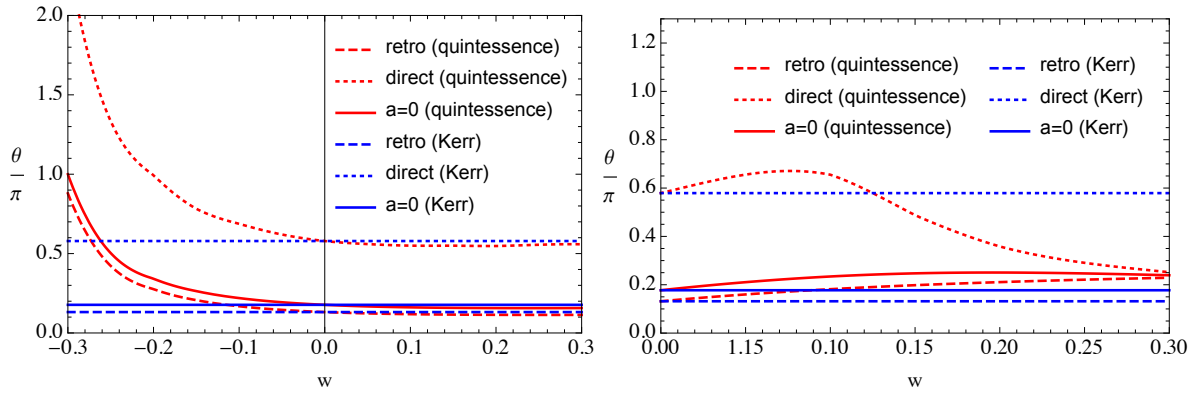 2.0
1.5
1.0
0.5
0.0
θ
π
-0.3 -0.2 -0.1 0.0 0.1 0.2 0.3
w
retro (quintessence)
direct (quintessence)
a=0 (quintessence)
retro (Kerr)
direct (Kerr)
a=0 (Kerr)
1.2
1.0
0.8
0.6
0.4
0.2
0.0
θ
π
0.00 1.15 0.10 0.15 0.20 0.25 0.30
w
retro (quintessence) retro (Kerr)
direct (quintessence) direct (Kerr)
a=0 (quintessence) a=0 (Kerr)